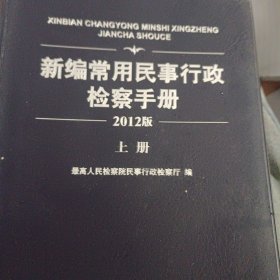 XINBIAN CHANGYONG MINSHI XINGZHENG
JIANCHA SHOUCE
新编常用民事行政
检察手册
2012版
上册
最高人民检察院民事行政检察厅 编